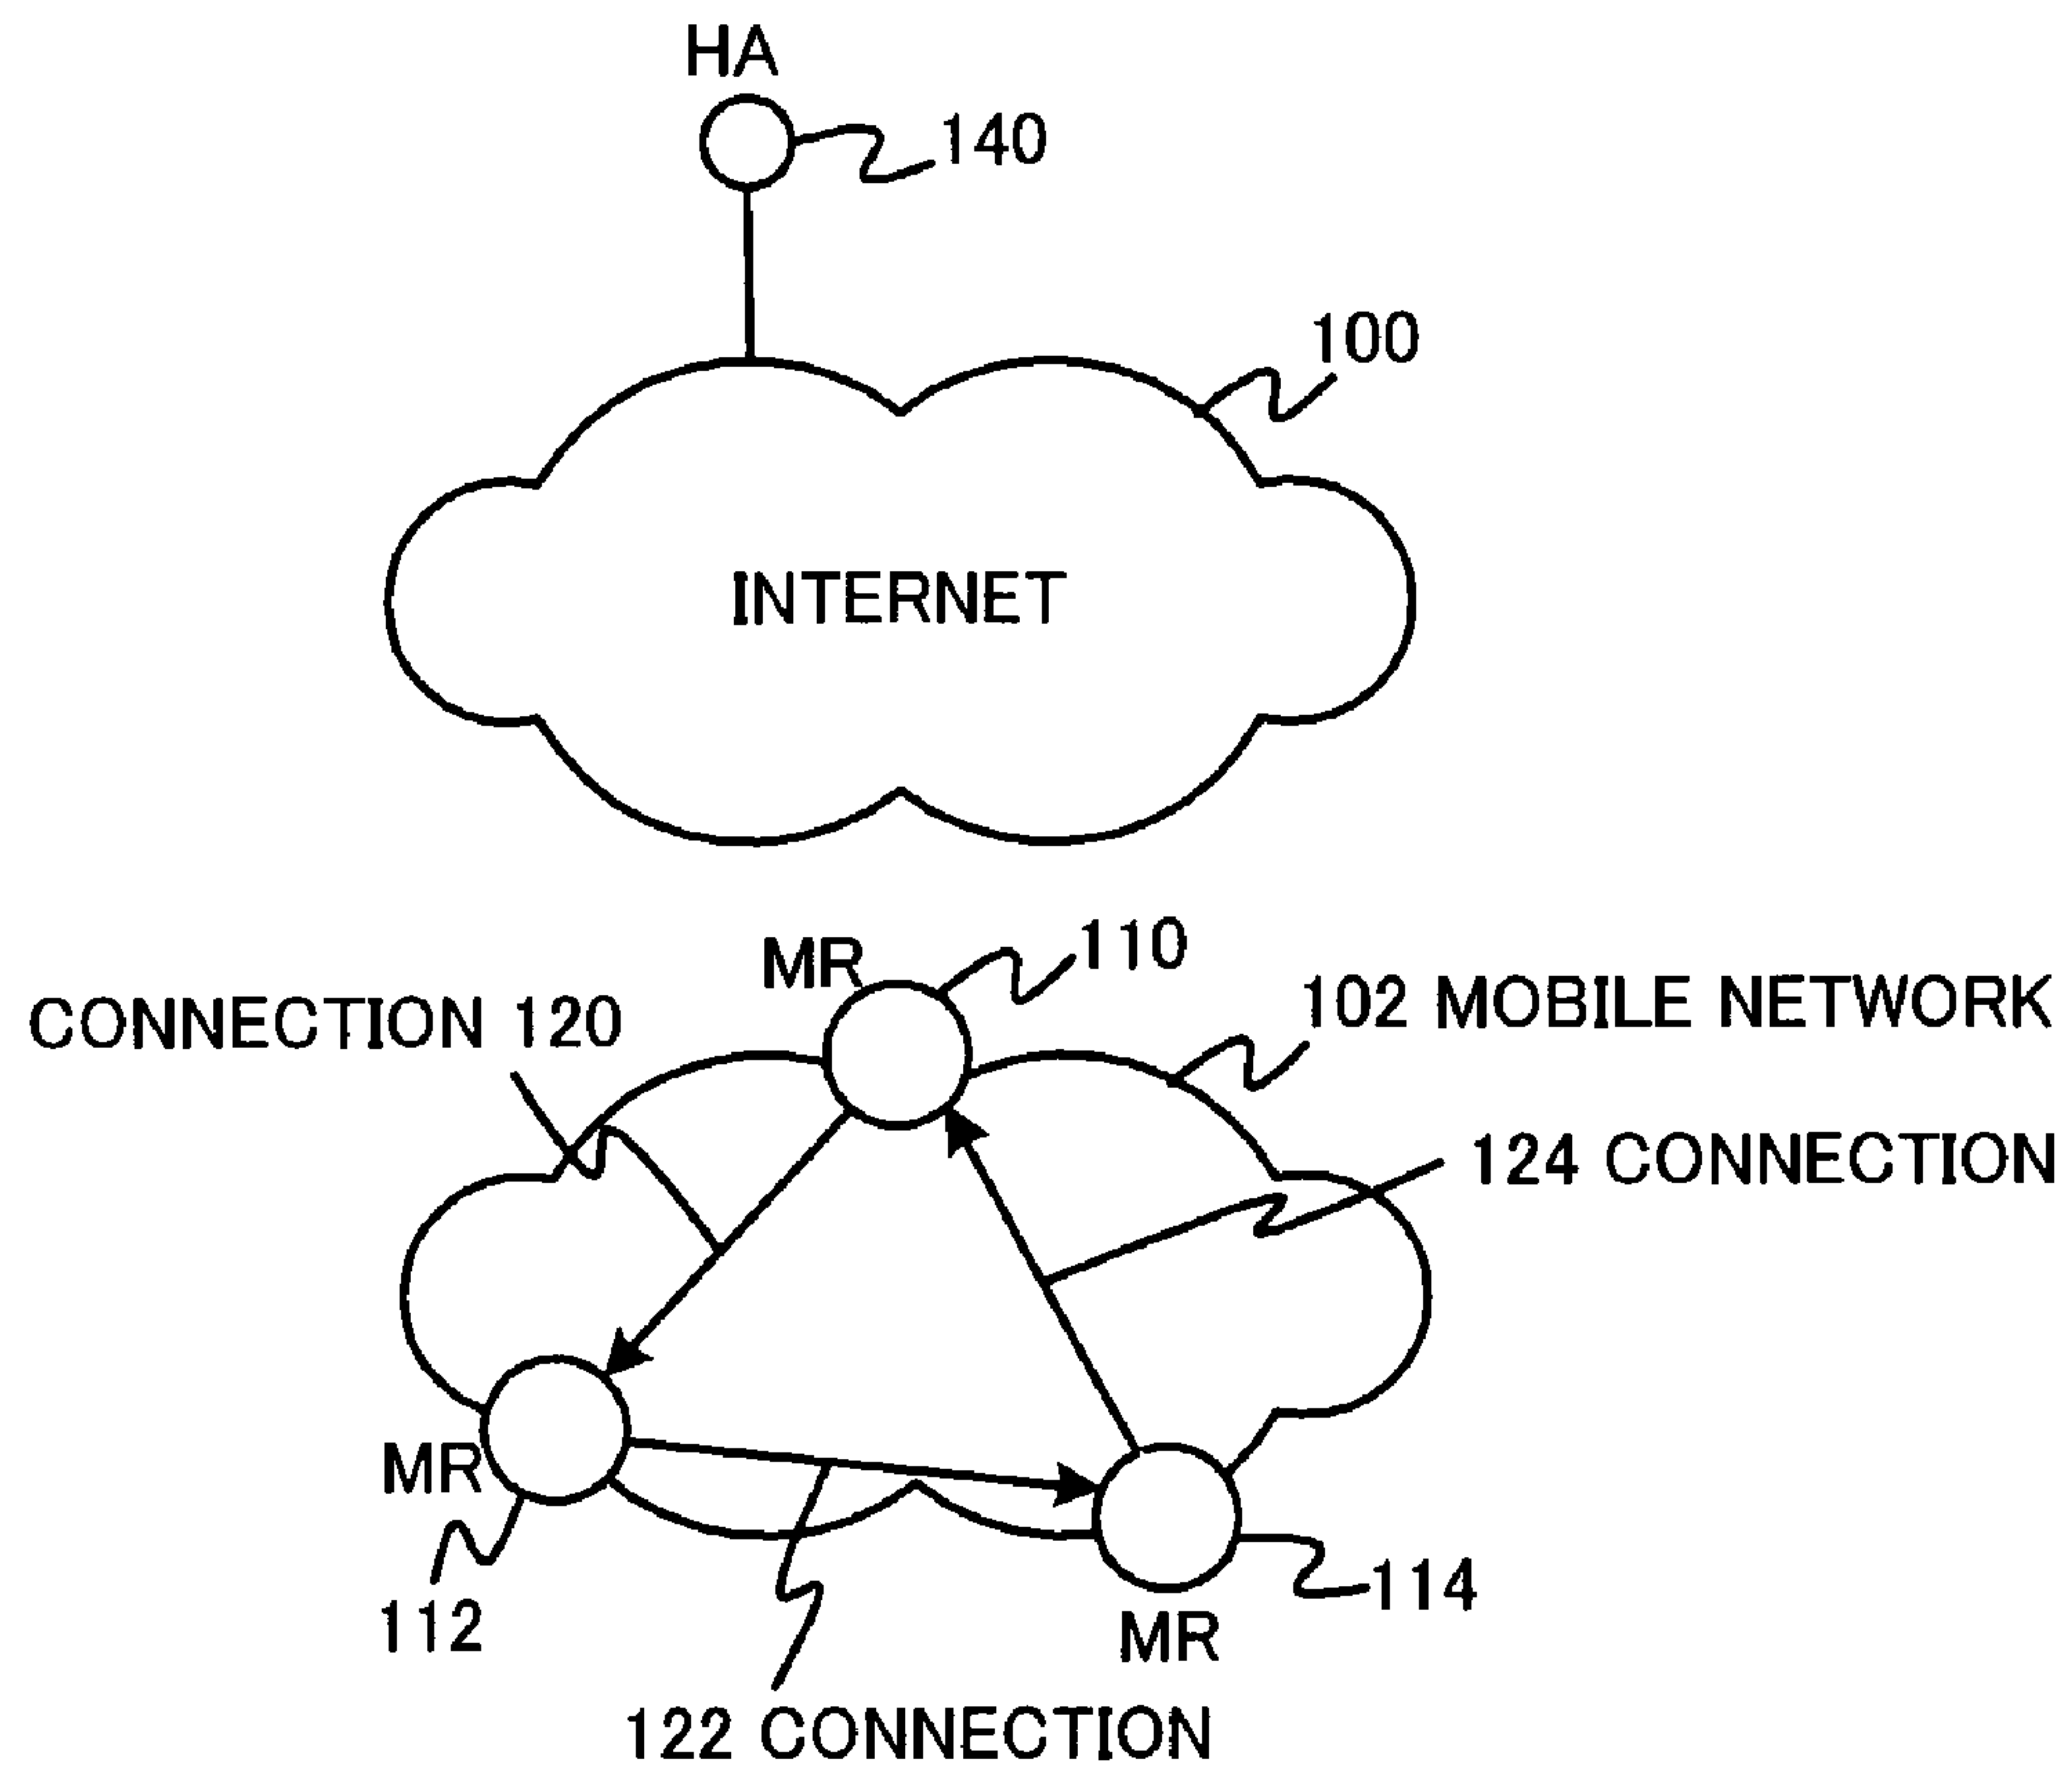 HA
140
100
INTERNET
MR
110
102 MOBILE NETWORK
CONNECTION 120
124 CONNECTION
MR
112
114
MR
122 CONNECTION